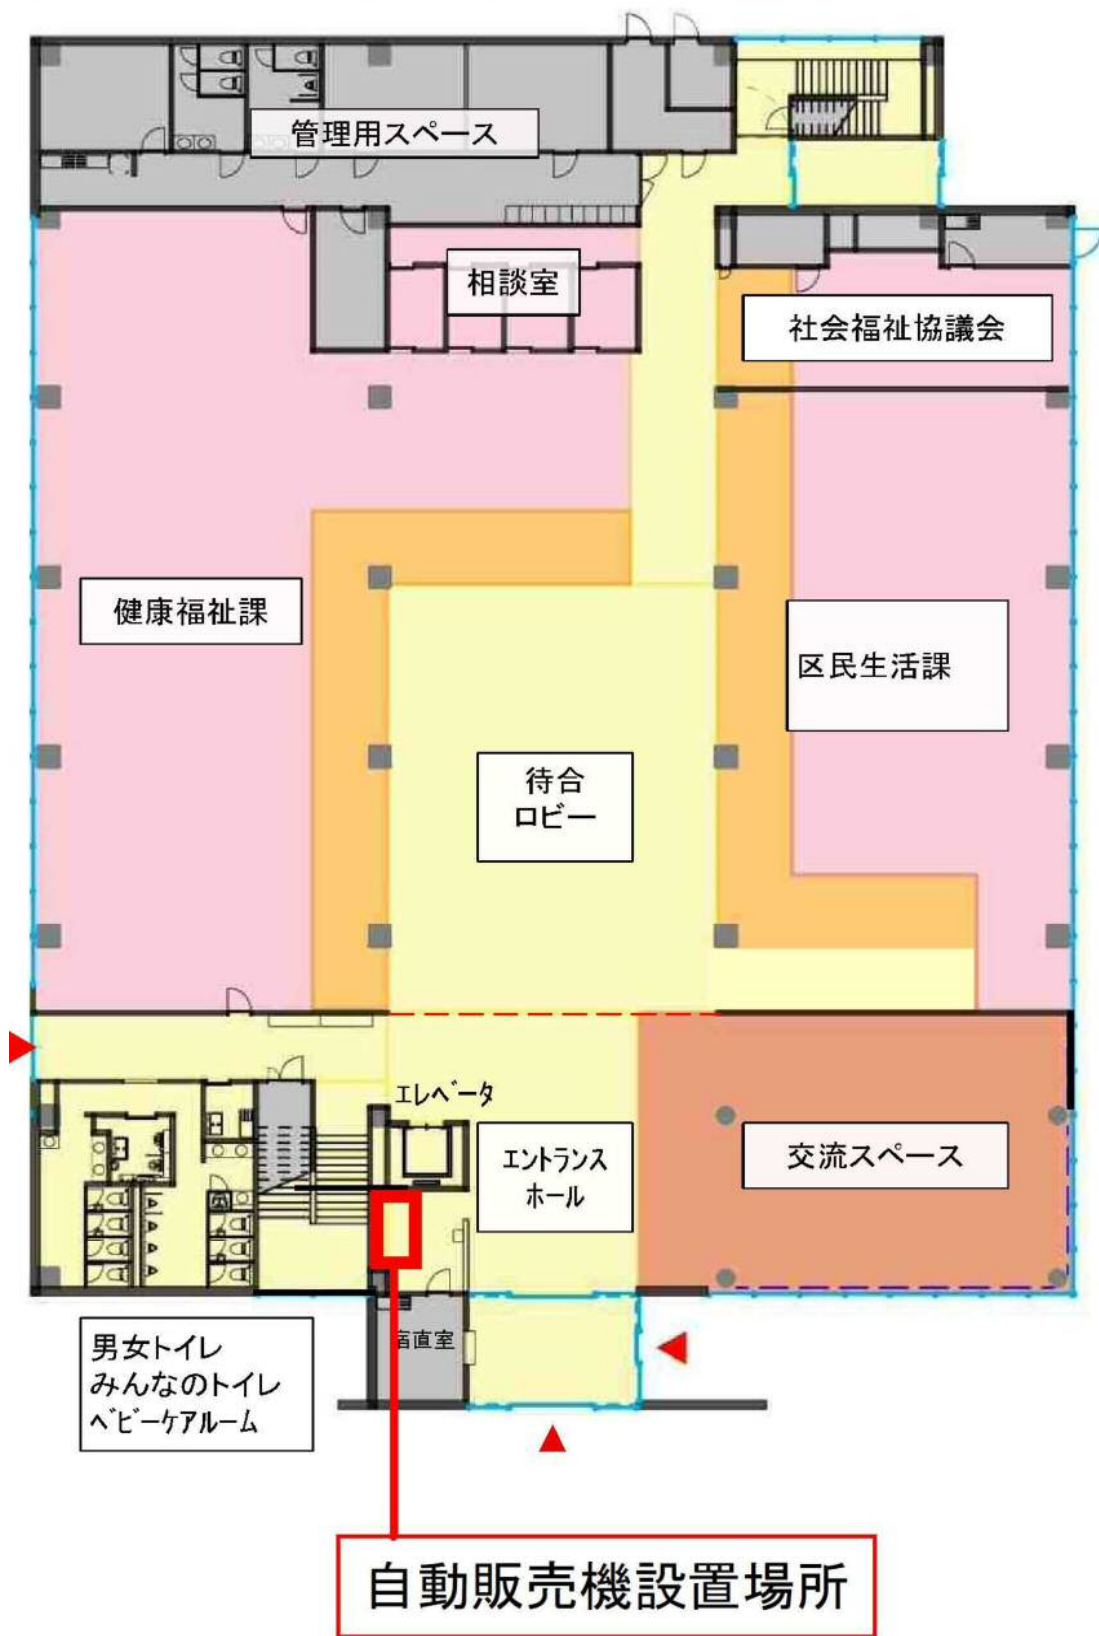 管理用スペース
相談室
社会福祉協議会
健康福祉課
区民生活課
待合
ロビー
エレベータ
エントランス
ホール
交流スペース
宿直室
男女トイレ
みんなのトイレ
ベビーケアルーム
自動販売機設置場所